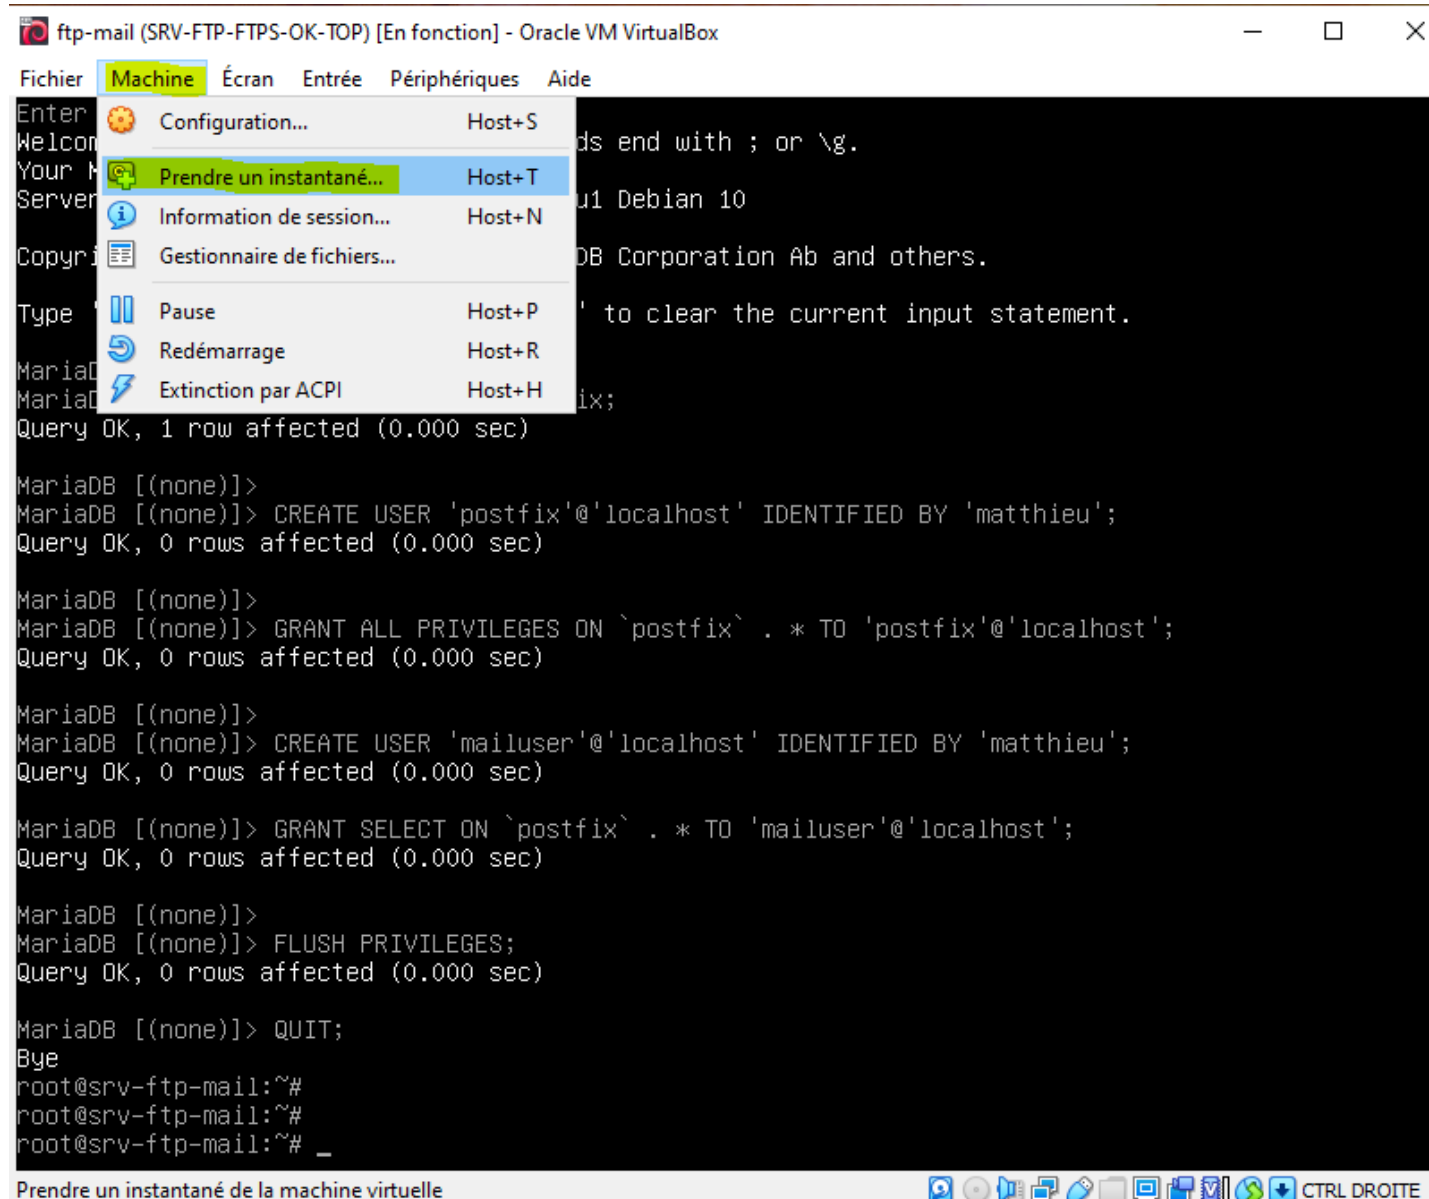 ftp-mail (SRV-FTP-FTPS-OK-TOP) [En fonction] - Oracle VM VirtualBox
Fichier Machine Écran Entrée Périphériques Aide
Configuration... Host+S
Prendre un instantané... Host+T
Information de session... Host+N
Gestionnaire de fichiers...
Pause Host+P
Redémarrage Host+R
Extinction par ACPI Host+H
Enter
Welcom ds end with ; or \g.
Your M
Server u1 Debian 10
Copyri DB Corporation Ab and others.
Type ' ' to clear the current input statement.
MariaD
MariaD ix;
Query OK, 1 row affected (0.000 sec)
MariaDB [(none)]>
MariaDB [(none)]> CREATE USER 'postfix'@'localhost' IDENTIFIED BY 'matthieu';
Query OK, 0 rows affected (0.000 sec)
MariaDB [(none)]>
MariaDB [(none)]> GRANT ALL PRIVILEGES ON `postfix` . * TO 'postfix'@'localhost';
Query OK, 0 rows affected (0.000 sec)
MariaDB [(none)]>
MariaDB [(none)]> CREATE USER 'mailuser'@'localhost' IDENTIFIED BY 'matthieu';
Query OK, 0 rows affected (0.000 sec)
MariaDB [(none)]> GRANT SELECT ON `postfix` . * TO 'mailuser'@'localhost';
Query OK, 0 rows affected (0.000 sec)
MariaDB [(none)]>
MariaDB [(none)]> FLUSH PRIVILEGES;
Query OK, 0 rows affected (0.000 sec)
MariaDB [(none)]> QUIT;
Bye
root@srv-ftp-mail:~#
root@srv-ftp-mail:~#
root@srv-ftp-mail:~# _
Prendre un instantané de la machine virtuelle CTRL DROITE